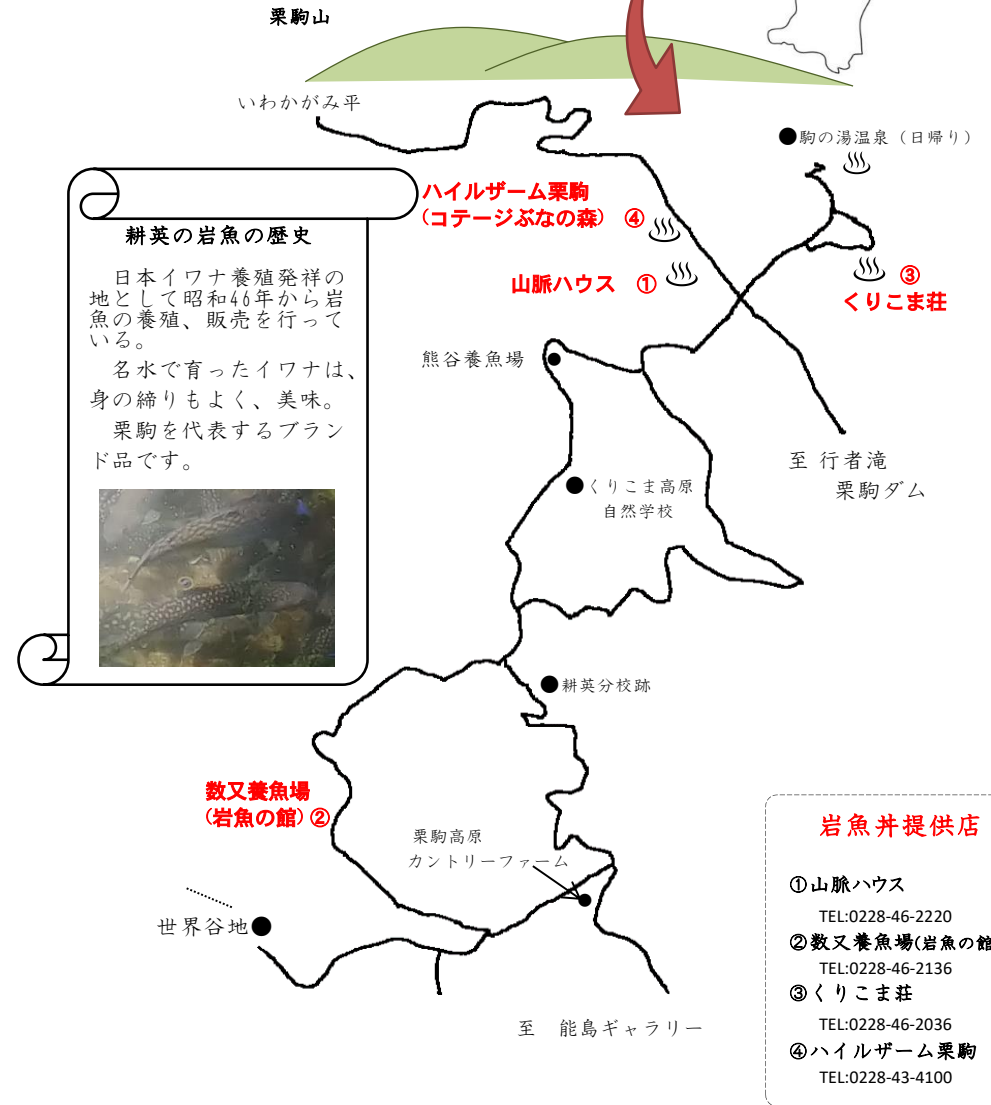 栗駒山
いわかがみ平
駒の湯温泉（日帰り）
ハイルザーム栗駒
（コテージぶなの森） ④
山脈ハウス ①
③
くりこま荘
耕英の岩魚の歴史
日本イワナ養殖発祥の
地として昭和46年から岩
魚の養殖、販売を行って
いる。
名水で育ったイワナは、
身の締りもよく、美味。
栗駒を代表するブラン
ド品です。
熊谷養魚場
至 行者滝
栗駒ダム
くりこま高原
自然学校
耕英分校跡
数又養魚場
（岩魚の館）②
栗駒高原
カントリーファーム
世界谷地
至 能島ギャラリー
岩魚丼提供店
①山脈ハウス
TEL:0228-46-2220
②数又養魚場(岩魚の館
TEL:0228-46-2136
③くりこま荘
TEL:0228-46-2036
④ハイルザーム栗駒
TEL:0228-43-4100